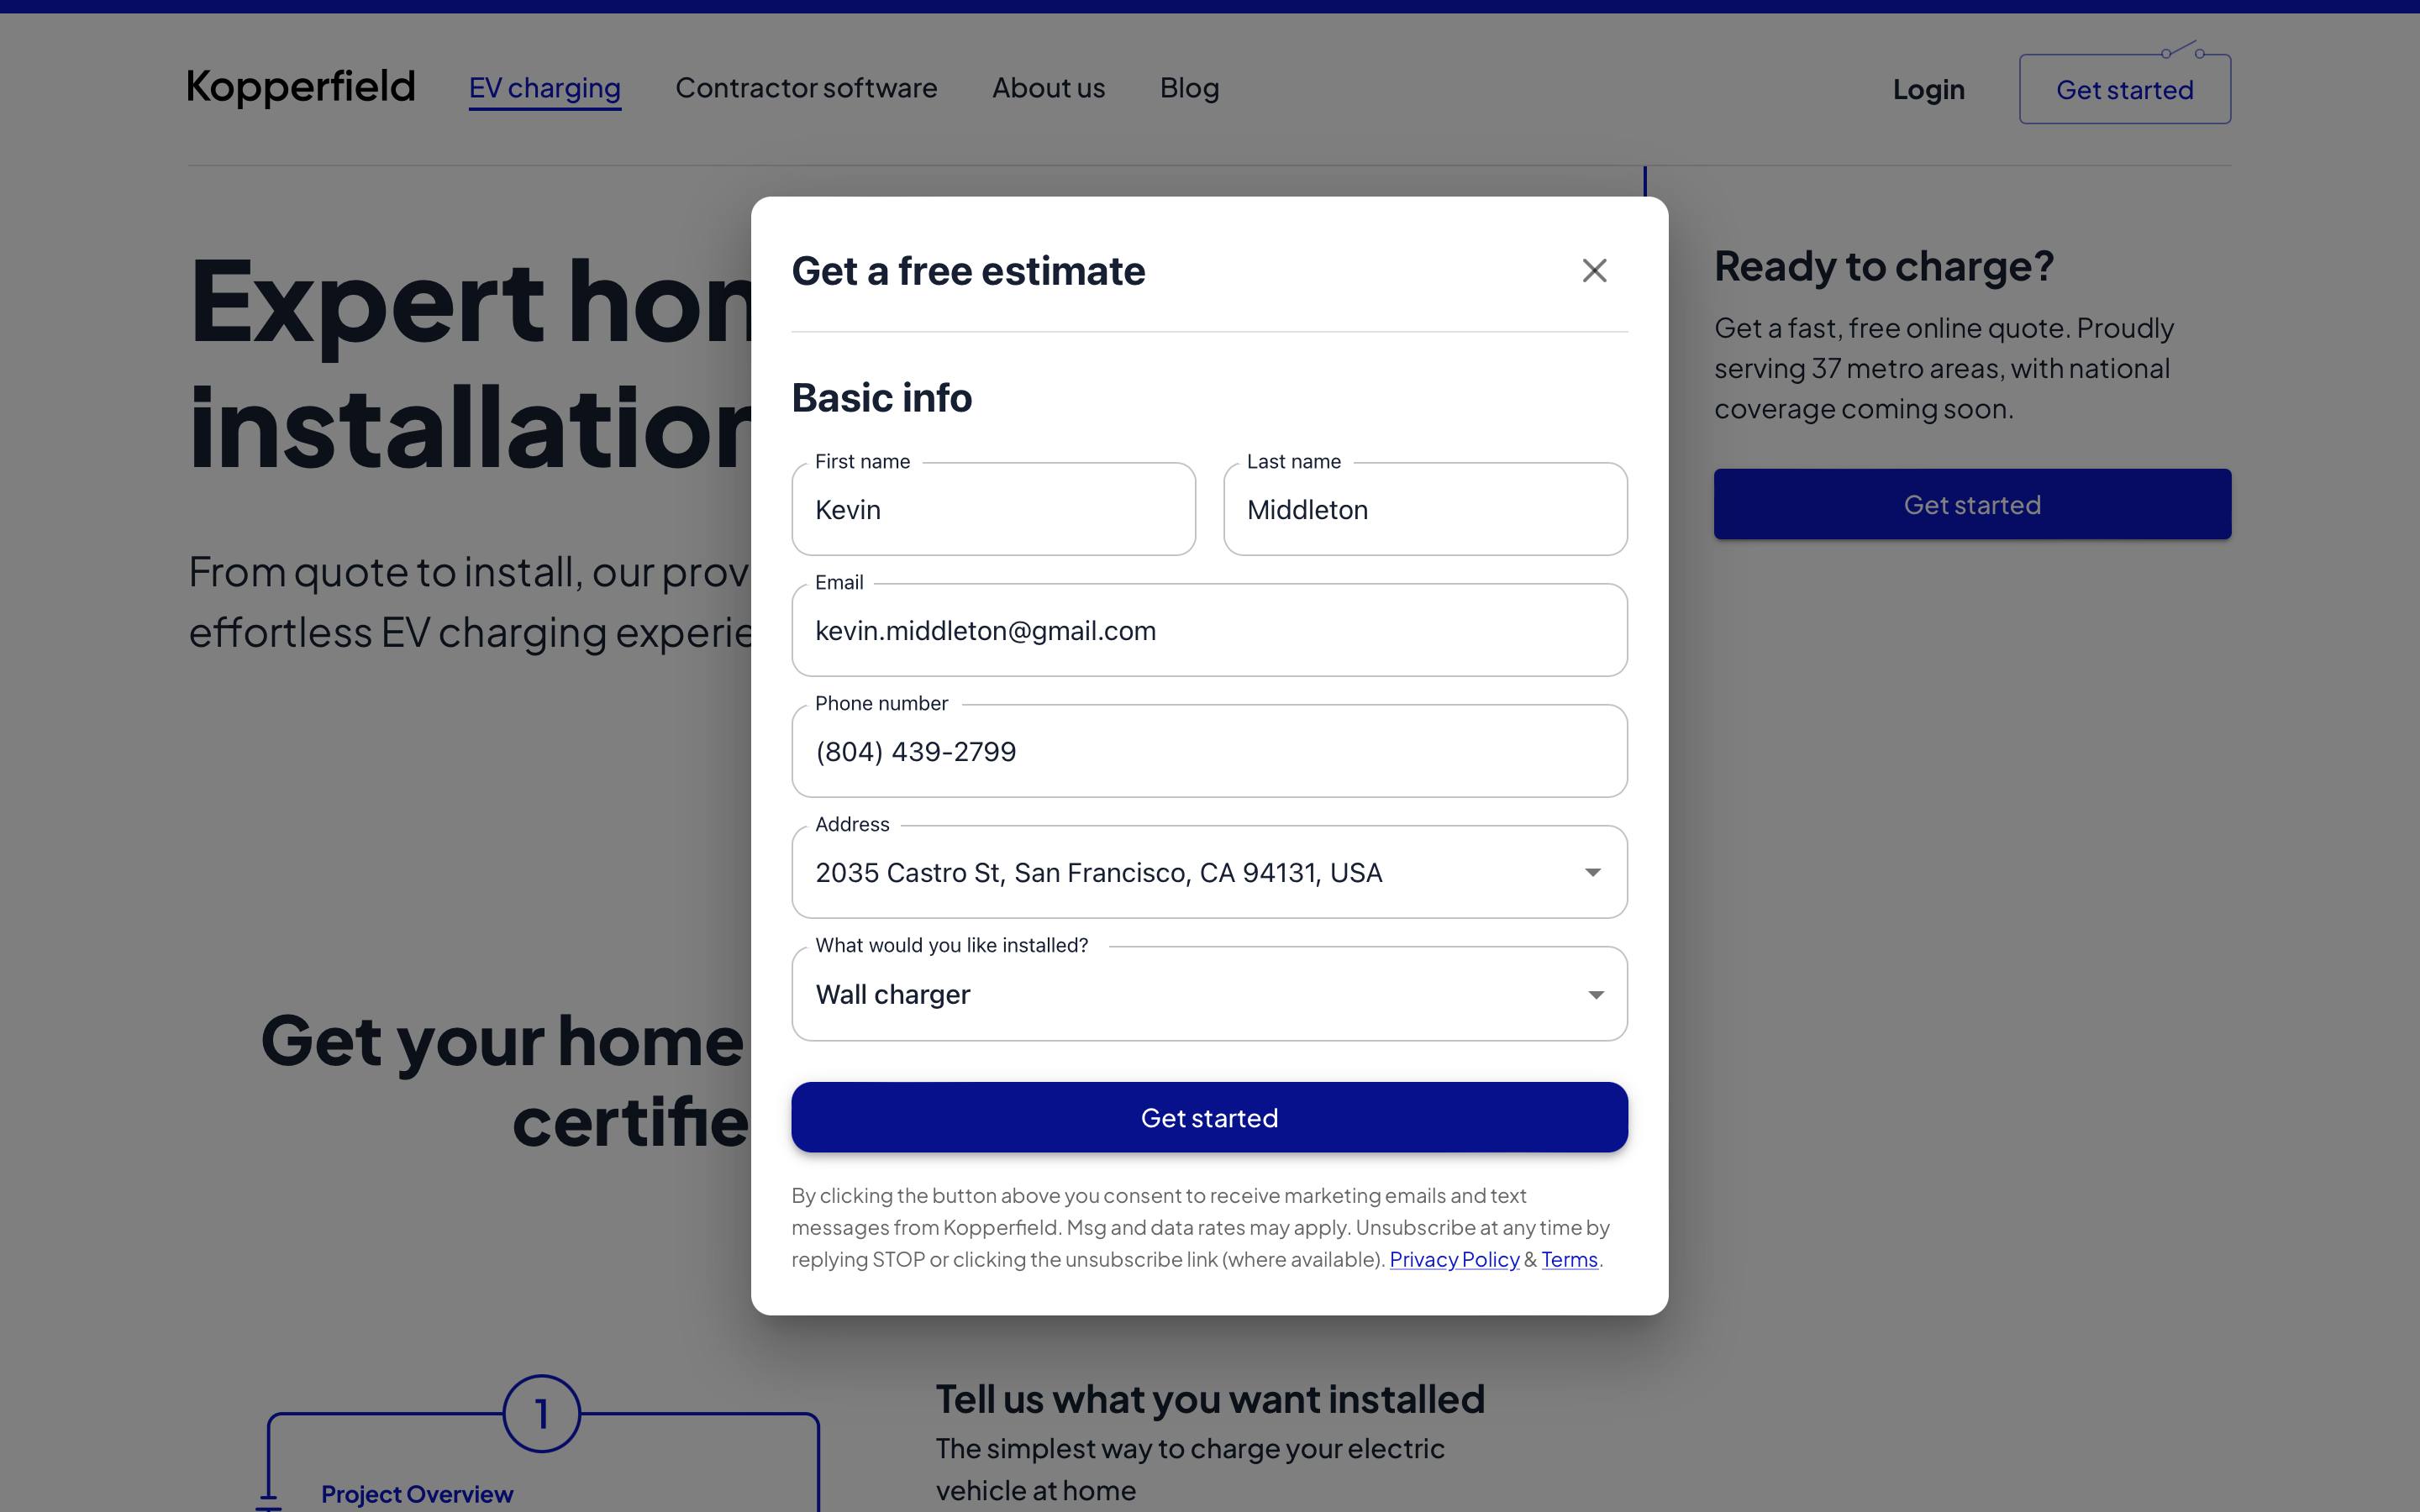 Kopperfield
EV charging
Contractor software
About us
Blog
Login
Get started
Expert hom
installation
From quote to install, our prov
effortless EV charging experie
Get a free estimate
Basic info
First name
Kevin
Last name
Middleton
Email
kevin.middleton@gmail.com
Phone number
(804) 439-2799
Address
2035 Castro St, San Francisco, CA 94131, USA
What would you like installed?
Wall charger
Get started
By clicking the button above you consent to receive marketing emails and text
messages from Kopperfield. Msg and data rates may apply. Unsubscribe at any time by
replying STOP or clicking the unsubscribe link (where available). Privacy Policy & Terms.
Ready to charge?
Get a fast, free online quote. Proudly
serving 37 metro areas, with national
coverage coming soon.
Get started
Get your home
certifie
1
Project Overview
Tell us what you want installed
The simplest way to charge your electric
vehicle at home